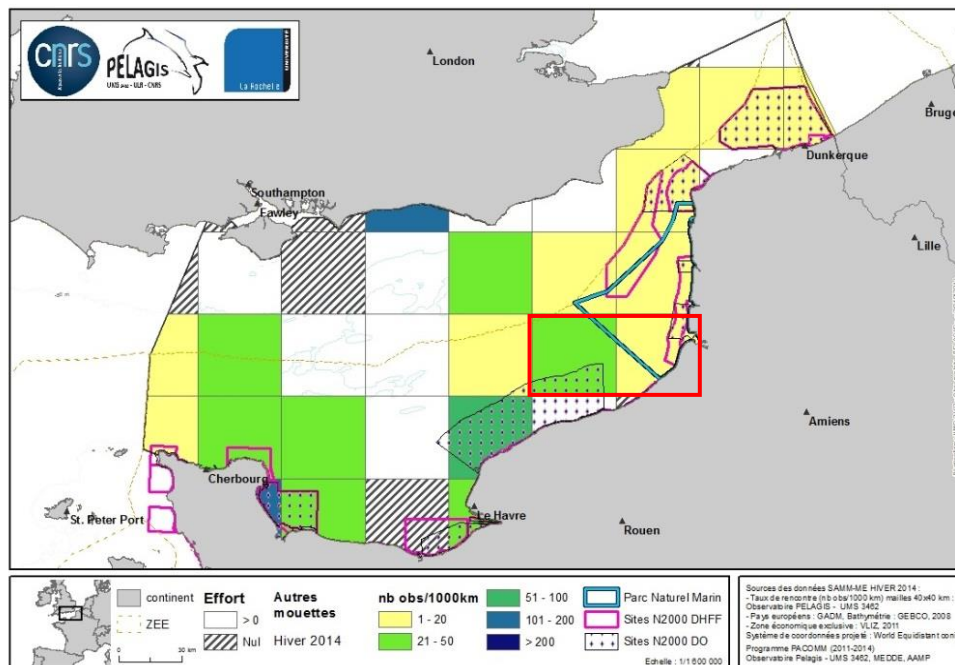 cnrs
PELAGIS
UMS 3462 - ULR - CNRS
UNIVERSITÉ
La Rochelle
London
Bruge
Dunkerque
Southampton
Fawley
Lille
Amiens
Cherbourg
Le Havre
St. Peter Port
Rouen
continent
ZEE
30 km
Effort
> 0
Nul
Autres
mouettes
Hiver 2014
nb obs/1000km
1 - 20
21 - 50
51 - 100
101 - 200
> 200
Parc Naturel Marin
Sites N2000 DHFF
Sites N2000 DO
Echelle : 1/1 600 000
Sources des données SAMM-ME HIVER 2014 :
- Taux de rencontre (nb obs/1000 km) mailles 40x40 km :
Observatoire PELAGIS - UMS 3462
- Pays européens : GADM, Bathymétrie : GEBCO, 2008
- Zone économique exclusive : VLIZ, 2011
Système de coordonnées projeté : World Equidistant coni
Programme PACOMM (2011-2014)
Observatoire Pelagis - UMS 3462, MEDDE, AAMP